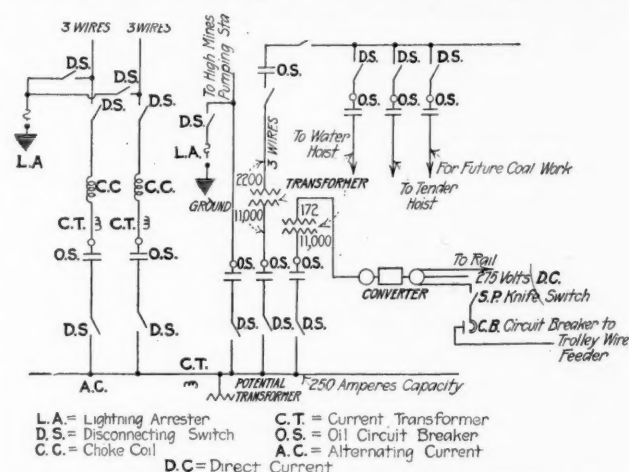 3 WIRES 3 WIRES
To High Mines
Pumping Sta
D.S.
D.S.
D.S.
D.S.
L.A
C.C
C.C.
C.T.
C.T.
O.S.
O.S.
D.S.
D.S.
A.C.
C.T.
D.S.
L.A.
GROUND
O.S.
3 WIRES
2200
TRANSFORMER
11,000
172
11,000
D.S.
D.S.
D.S.
O.S.
O.S.
O.S.
To Water
Hoist
For Future Coal Work
To Tender
Hoist
O.S.
O.S.
O.S.
D.S.
D.S.
D.S.
CONVERTER
To Rail
275 Volts D.C.
S.P. Knife Switch
C.B. Circuit Breaker to
Trolley Wire
Feeder
POTENTIAL
TRANSFORMER
250 Amperes Capacity
L.A. = Lightning Arrester
D.S. = Disconnecting Switch
C.C. = Choke Coil
C.T. = Current Transformer
O.S. = Oil Circuit Breaker
A.C. = Alternating Current
D.C = Direct Current